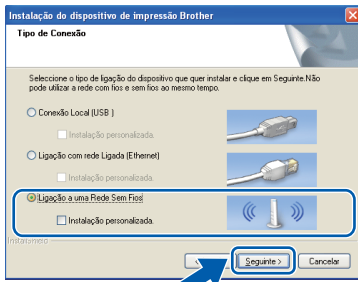 Instalação do dispositivo de impressão Brother
Tipo de Conexão
Seleccione o tipo de ligação do dispositivo que quer instalar e clique em Seguinte.Não
pode utilizar a rede com fios e sem fios ao mesmo tempo.
Conexão Local (USB )
Instalação personalizada.
Ligação com rede Ligada (Ethernet)
Instalação personalizada.
Ligação a uma Rede Sem Fios
Instalação personalizada.
InstallShield
<
Seguinte >
Cancelar